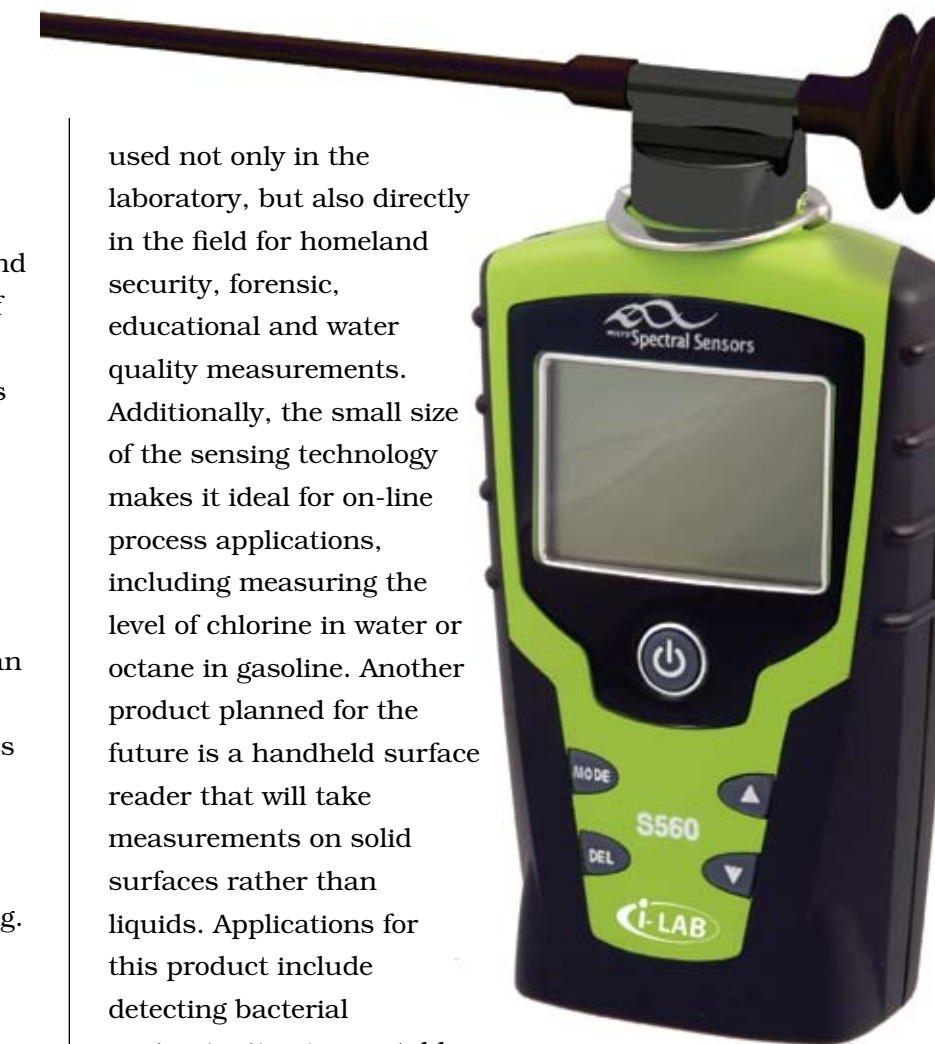 nd
f
s
an
s
g.
used not only in the
laboratory, but also directly
in the field for homeland
security, forensic,
educational and water
quality measurements.
Additionally, the small size
of the sensing technology
makes it ideal for on-line
process applications,
including measuring the
level of chlorine in water or
octane in gasoline. Another
product planned for the
future is a handheld surface
reader that will take
measurements on solid
surfaces rather than
liquids. Applications for
this product include
detecting bacterial
micro Spectral Sensors
MODE
S560
DEL
i-LAB